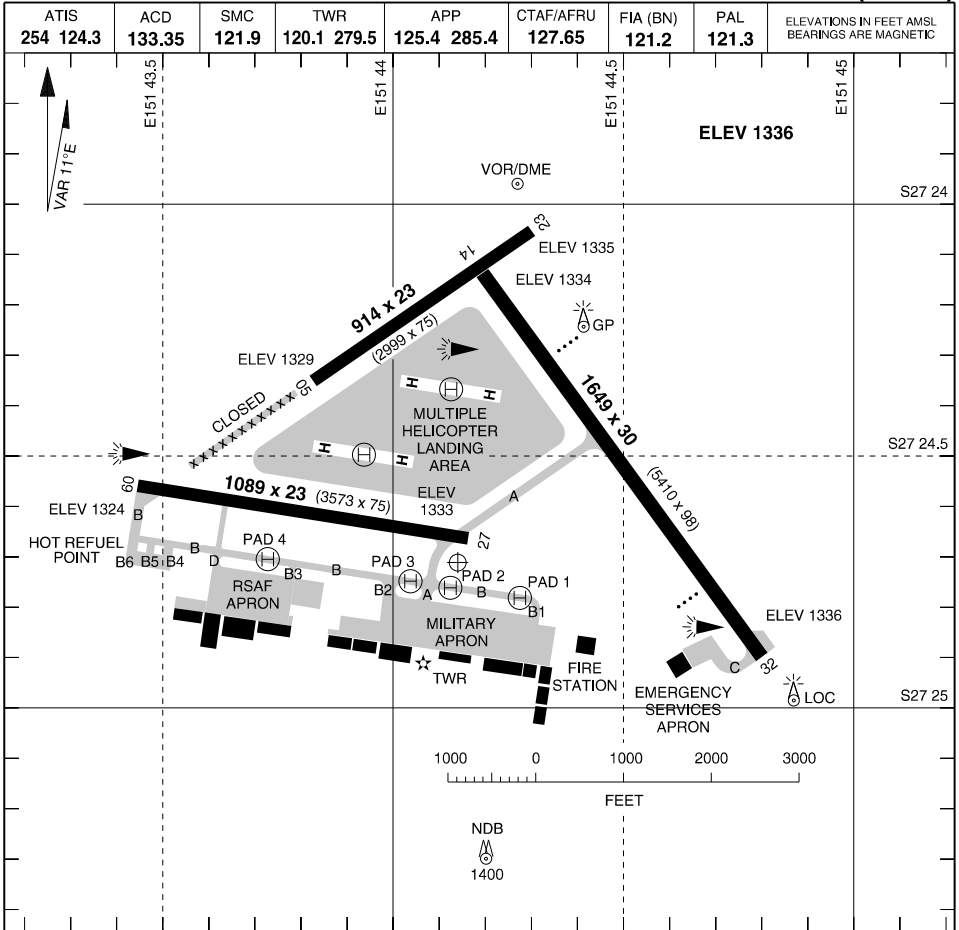 ATIS
254 124.3
ACD
133.35
SMC
121.9
TWR
120.1 279.5
APP
125.4 285.4
CTAF/AFRU
127.65
FIA (BN)
121.2
PAL
121.3
ELEVATIONS IN FEET AMSL
BEARINGS ARE MAGNETIC
E151 43.5
E151 44
E151 44.5
E151 45
VAR 11°E
ELEV 1336
VOR/DME
S27 24
23
ELEV 1335
14
ELEV 1334
914 x 23
(2999 x 75)
GP
ELEV 1329
05
CLOSED
x x x x x x x x x x x
H
H
H
MULTIPLE
HELICOPTER
LANDING
AREA
1649 x 30
(5410 x 98)
S27 24.5
H
H
H
09
1089 x 23 (3573 x 75)
ELEV
1333
A
ELEV 1324
B
27
HOT REFUEL
POINT
B6 B5 B4
B
D
PAD 4
H
B3
B
PAD 3
H
B2
A
PAD 2
H
B
PAD 1
H
B1
RSAF
APRON
MILITARY
APRON
ELEV 1336
TWR
FIRE
STATION
C
32
EMERGENCY
SERVICES
APRON
LOC
S27 25
1000 0 1000 2000 3000
FEET
NDB
1400